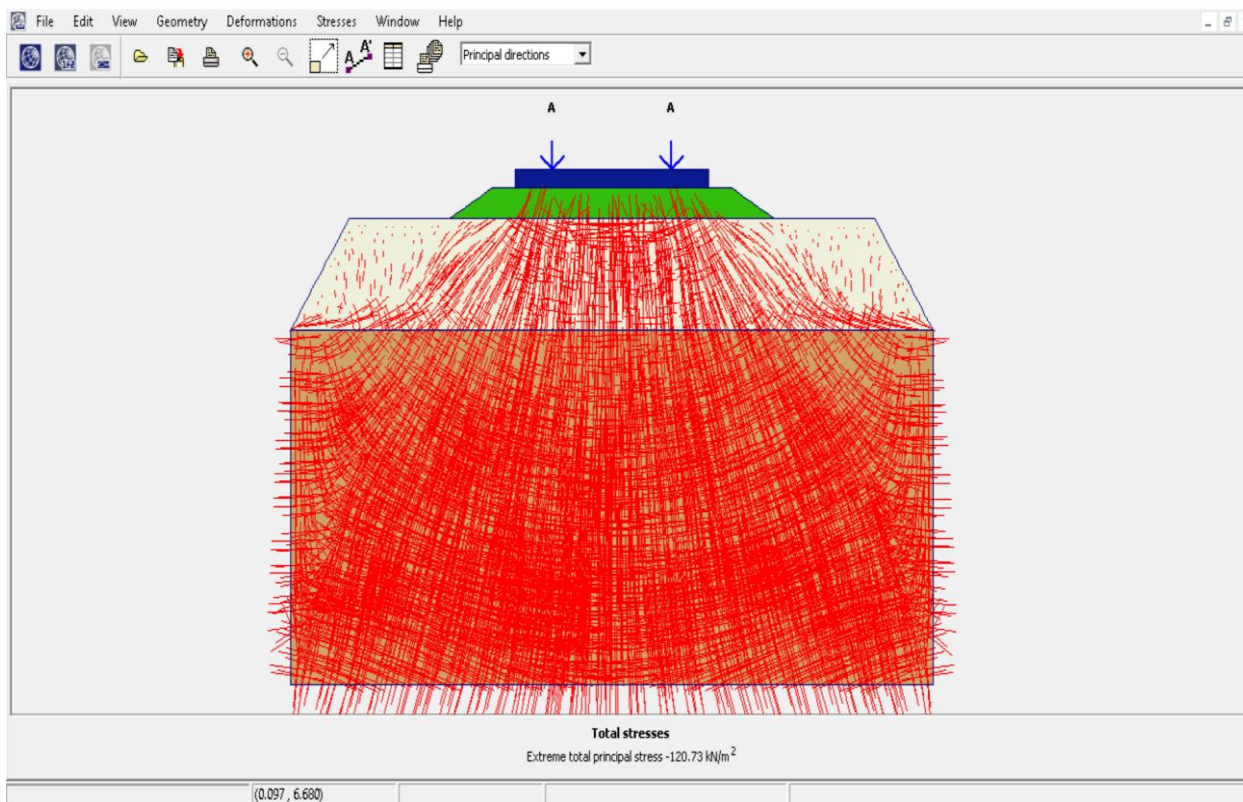 File Edit View Geometry Deformations Stresses Window Help
A A' Principal directions
A A
Total stresses
Extreme total principal stress -120.73 kN/m²
(0.097 , 6.680)